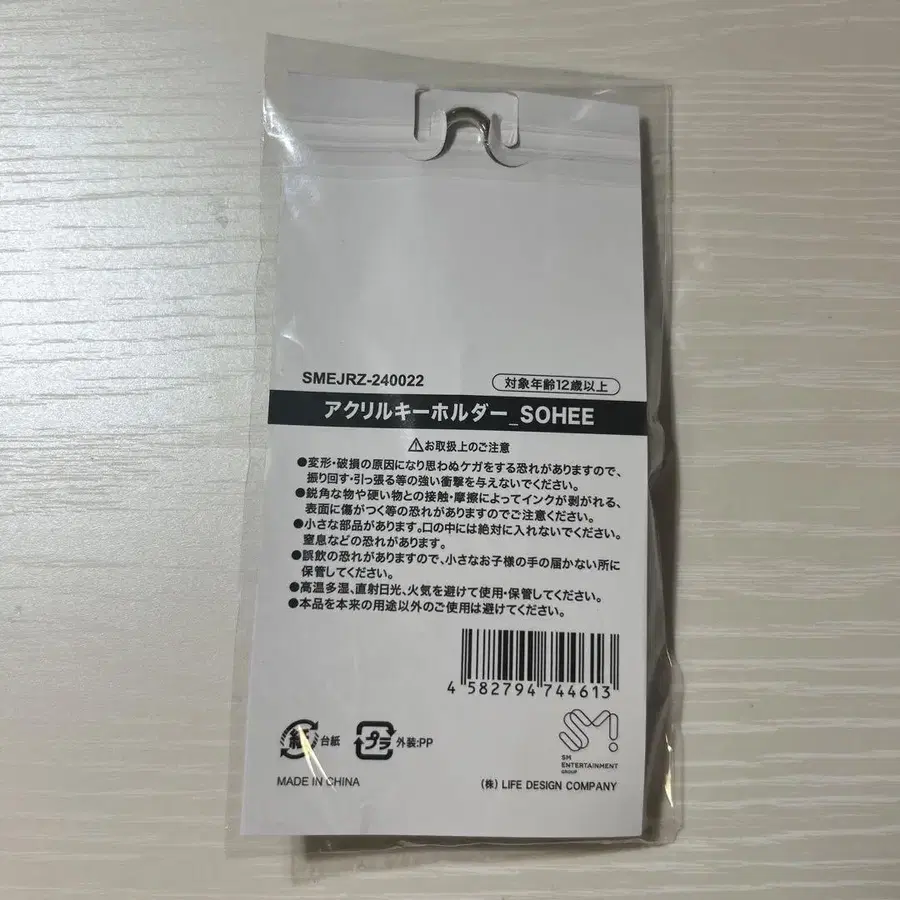 SMEJRZ-240022
対象年齢12歳以上
アクリルキーホルダー_SOHEE
⚠お取扱上のご注意
●変形・破損の原因になり思わぬケガをする恐れがありますので、
振り回す・引っ張る等の強い衝撃を与えないでください。
●鋭角な物や硬い物との接触・摩擦によってインクが剥がれる、
表面に傷がつく等の恐れがありますのでご注意ください。
●小さな部品があります。口の中には絶対に入れないでください。
窒息などの恐れがあります。
●誤飲の恐れがありますので、小さなお子様の手の届かない所に
保管してください。
●高温多湿、直射日光、火気を避けて使用・保管してください。
●本品を本来の用途以外のご使用は避けてください。
4 582794 744613
紙 台紙
プラ 外装:PP
SM
SM
ENTERTAINMENT
GROUP
MADE IN CHINA
(株) LIFE DESIGN COMPANY